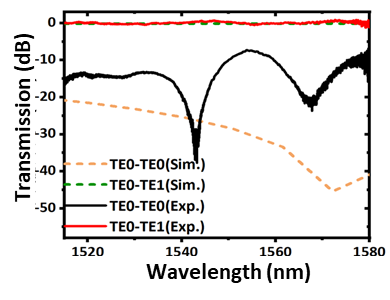 Transmission (dB)
0
-10
-20
-30
-40
-50
TE0-TE0(Sim.)
TE0-TE1(Sim.)
TE0-TE0(Exp.)
TE0-TE1(Exp.)
1520 1540 1560 1580
Wavelength (nm)